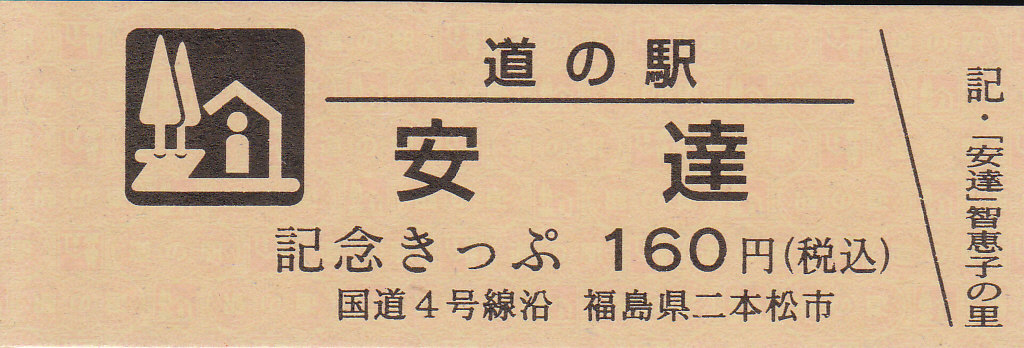 道の駅
安達
記念きっぷ 160円(税込)
国道4号線沿 福島県二本松市
記・「安達」智恵子の里